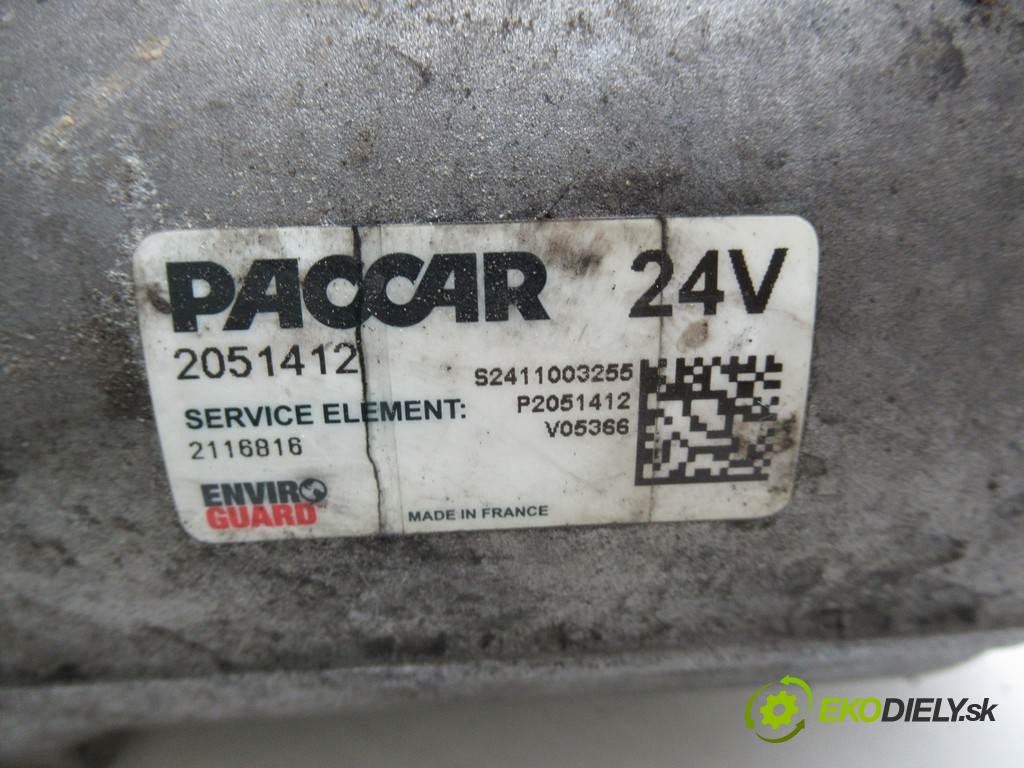 PACCAR 24V
2051412
S2411003255
SERVICE ELEMENT: P2051412
2116816 V05366
ENVIRO
GUARD
MADE IN FRANCE
EKODIELY.sk